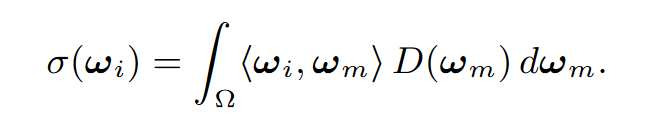 σ(ω_i) = ∫_Ω ⟨ω_i, ω_m⟩ D(ω_m) dω_m.